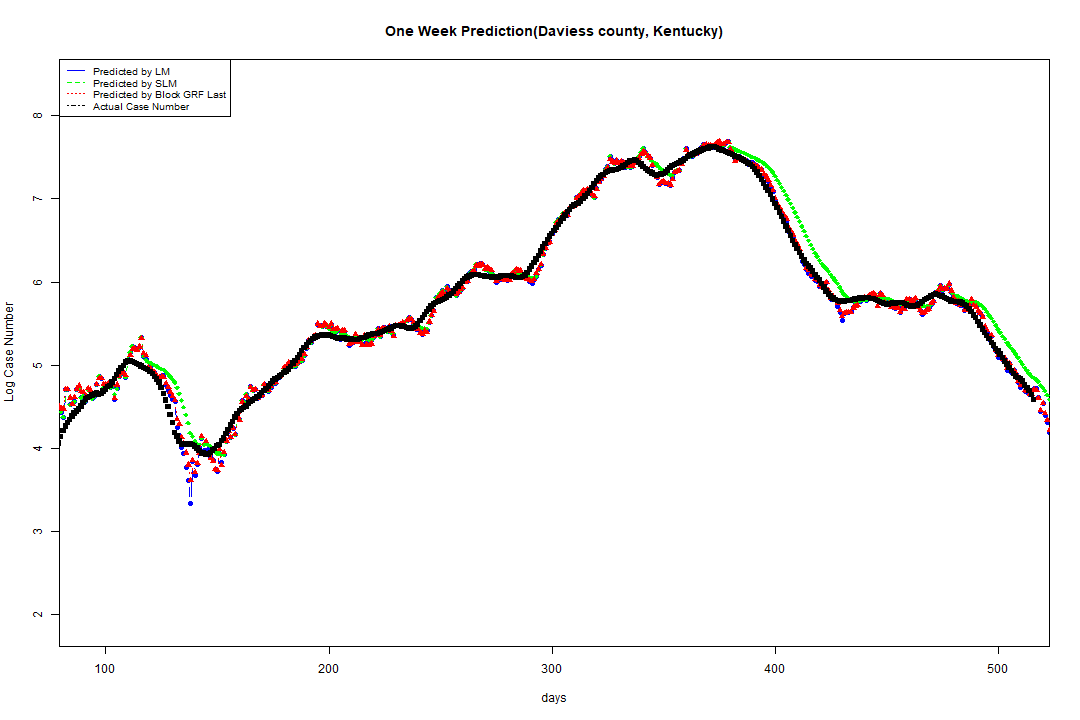 One Week Prediction(Daviess county, Kentucky)
Predicted by LM
Predicted by SLM
Predicted by Block GRF Last
Actual Case Number
8
7
6
5
4
3
2
Log Case Number
100 200 300 400 500
days